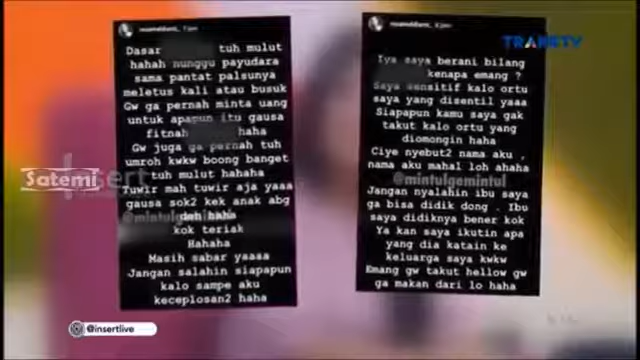 Dasar tuh mulut
hahah nunggu payudara
sama pantat palsunya
meletus kali atau busuk
Gw ga pernah minta uang
untuk apapun itu gausa
fitnah haha
Gw juga ga pernah tuh
umroh kwkw boong banget
tuh mulut hahaha
Tuwir mah tuwir aja yaaa
gausa sok2 kek anak abg
@mintulgemintul
deh haha
kok teriak
Hahaha
Masih sabar yaaaa
Jangan salahin siapapun
kalo sampe aku
keceplosan2 haha
Iya saya berani bilang
kenapa emang ?
Saya sensitif kalo ortu
saya yang disentil yaaa
Siapapun kamu saya gak
takut kalo ortu yang
diomongin haha
Ciye nyebut2 nama aku ,
nama aku mahal loh ahaha
@mintulgemintul
Jangan nyalahin ibu saya
ga bisa didik dong . Ibu
saya didiknya bener kok
Ya kan saya ikutin apa
yang dia katain ke
keluarga saya kwkw
Emang gw takut hellow gw
ga makan dari lo haha
TRANSTV
insert
Satemi
@insertlive